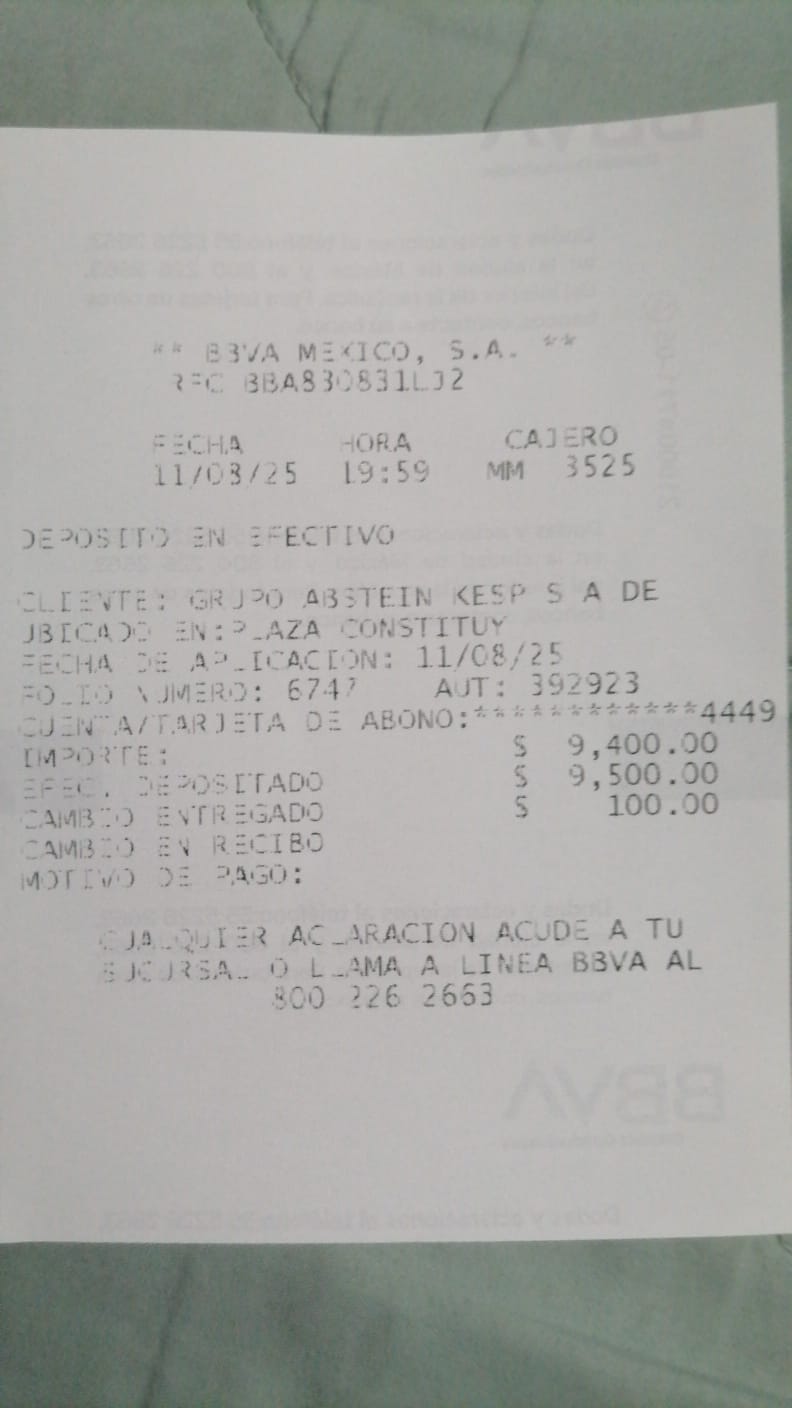 ** BBVA MEXICO, S.A. **
RFC BBA830831LJ2
FECHA HORA CAJERO
11/08/25 19:59 MM 3525
DEPOSITO EN EFECTIVO
CLIENTE: GRUPO ABSTEIN KESP S A DE
UBICADO EN:PLAZA CONSTITUY
FECHA DE APLICACION: 11/08/25
FOLIO NUMERO: 6747 AUT: 392923
CUENTA/TARJETA DE ABONO:************4449
IMPORTE: $ 9,400.00
EFEC. DEPOSITADO $ 9,500.00
CAMBIO ENTREGADO $ 100.00
CAMBIO EN RECIBO
MOTIVO DE PAGO:
CUALQUIER ACLARACION ACUDE A TU
SUCURSAL O LLAMA A LINEA BBVA AL
800 226 2663
BBVA